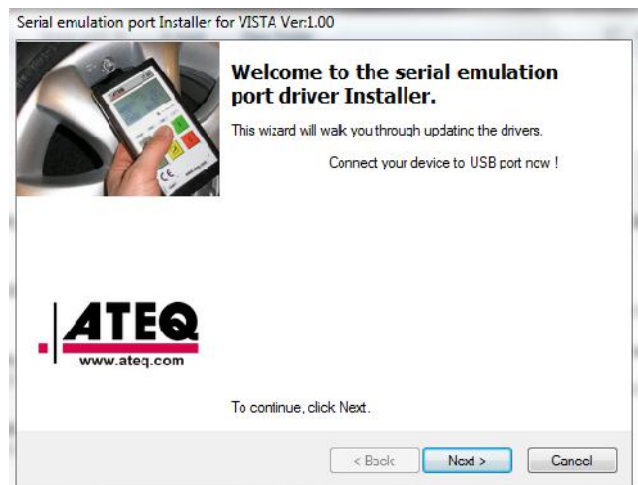 Serial emulation port Installer for VISTA Ver:1.00
Welcome to the serial emulation
port driver Installer.
This wizard will walk you through updating the drivers.
Connect your device to USB port now !
ATEQ
www.ateq.com
To continue, click Next.
< Back
Next >
Cancel